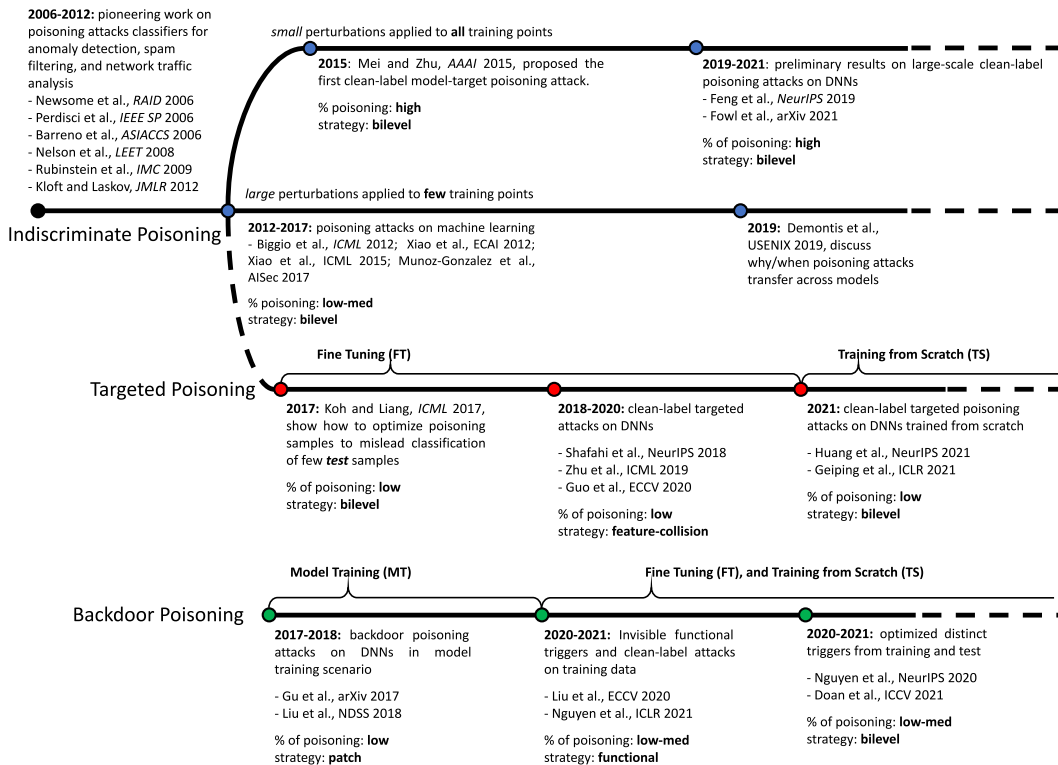 2006-2012: pioneering work on
poisoning attacks classifiers for
anomaly detection, spam
filtering, and network traffic
analysis
- Newsome et al., RAID 2006
- Perdisci et al., IEEE SP 2006
- Barreno et al., ASIACCS 2006
- Nelson et al., LEET 2008
- Rubinstein et al., IMC 2009
- Kloft and Laskov, JMLR 2012
Indiscriminate Poisoning
small perturbations applied to all training points
2015: Mei and Zhu, AAAI 2015, proposed the
first clean-label model-target poisoning attack.
% poisoning: high
strategy: bilevel
2019-2021: preliminary results on large-scale clean-label
poisoning attacks on DNNs
- Feng et al., NeurIPS 2019
- Fowl et al., arXiv 2021
% of poisoning: high
strategy: bilevel
large perturbations applied to few training points
2012-2017: poisoning attacks on machine learning
- Biggio et al., ICML 2012; Xiao et al., ECAI 2012;
Xiao et al., ICML 2015; Munoz-Gonzalez et al.,
AISec 2017
% poisoning: low-med
strategy: bilevel
2019: Demontis et al.,
USENIX 2019, discuss
why/when poisoning attacks
transfer across models
Targeted Poisoning
Fine Tuning (FT)
Training from Scratch (TS)
2017: Koh and Liang, ICML 2017,
show how to optimize poisoning
samples to mislead classification
of few test samples
% of poisoning: low
strategy: bilevel
2018-2020: clean-label targeted
attacks on DNNs
- Shafahi et al., NeurIPS 2018
- Zhu et al., ICML 2019
- Guo et al., ECCV 2020
% of poisoning: low
strategy: feature-collision
2021: clean-label targeted poisoning
attacks on DNNs trained from scratch
- Huang et al., NeurIPS 2021
- Geiping et al., ICLR 2021
% of poisoning: low
strategy: bilevel
Backdoor Poisoning
Model Training (MT)
Fine Tuning (FT), and Training from Scratch (TS)
2017-2018: backdoor poisoning
attacks on DNNs in model
training scenario
- Gu et al., arXiv 2017
- Liu et al., NDSS 2018
% of poisoning: low
strategy: patch
2020-2021: Invisible functional
triggers and clean-label attacks
on training data
- Liu et al., ECCV 2020
- Nguyen et al., ICLR 2021
% of poisoning: low-med
strategy: functional
2020-2021: optimized distinct
triggers from training and test
- Nguyen et al., NeurIPS 2020
- Doan et al., ICCV 2021
% of poisoning: low-med
strategy: bilevel